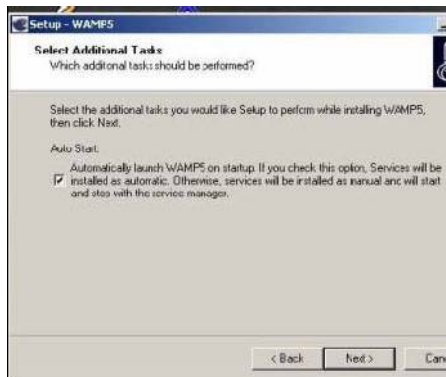 Setup - WAMP5
Select Additional Tasks
Which additional tasks should be performed?
Select the additional tasks you would like Setup to perform while installing WAMP5,
then click Next.
Auto Start:
Automatically launch WAMP5 on startup. If you check this option, Services will be
installed as automatic. Otherwise, services will be installed as manual and will start
and stop with the service manager.
< Back
Next >
Canc